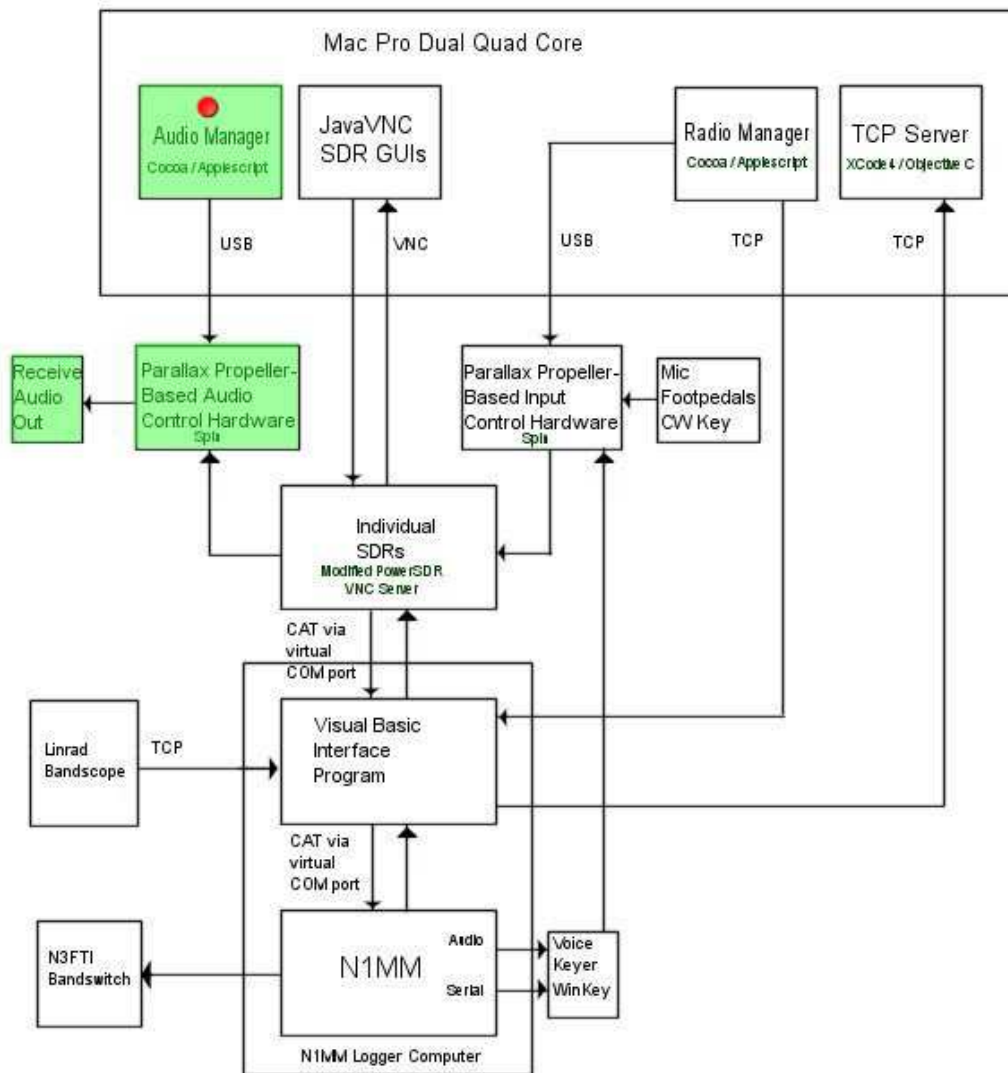 Mac Pro Dual Quad Core
Audio Manager
Cocoa / Applescript
JavaVNC
SDR GUIs
Radio Manager
Cocoa / Applescript
TCP Server
XCode4 / Objective C
USB
VNC
USB
TCP
TCP
Receive
Audio
Out
Parallax Propeller-
Based Audio
Control Hardware
Spin
Parallax Propeller-
Based Input
Control Hardware
Spin
Mic
Footpedals
CW Key
Individual
SDRs
Modified PowerSDR
VNC Server
CAT via
virtual
COM port
Linrad
Bandscope
TCP
Visual Basic
Interface
Program
CAT via
virtual
COM port
N3FTI
Bandswitch
N1MM
Audio
Serial
Voice
Keyer
WinKey
N1MM Logger Computer